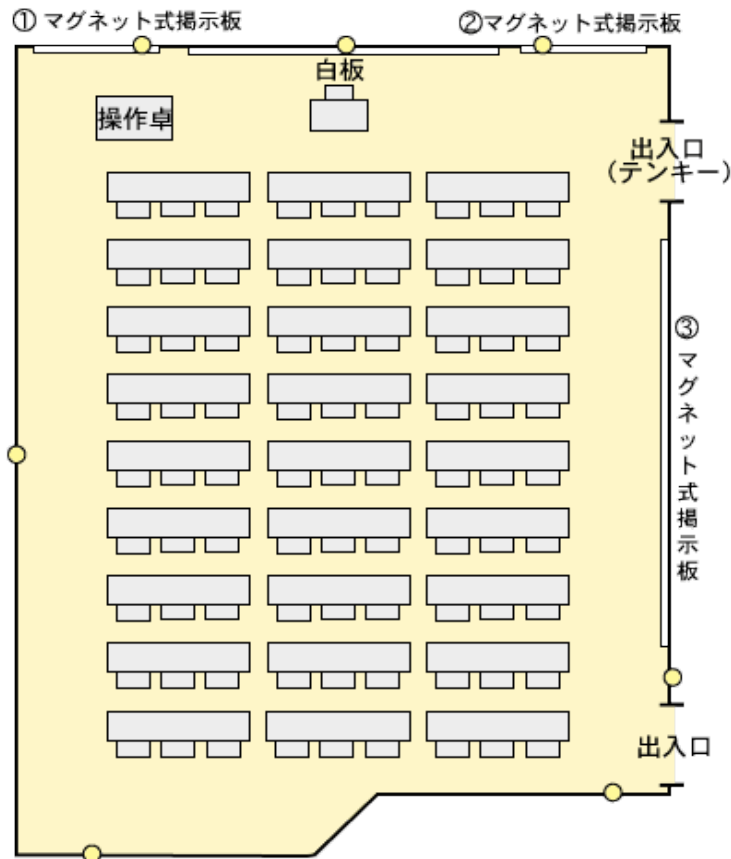 ① マグネット式掲示板
②マグネット式掲示板
白板
操作卓
出入口
（テンキー）
③マグネット式掲示板
出入口